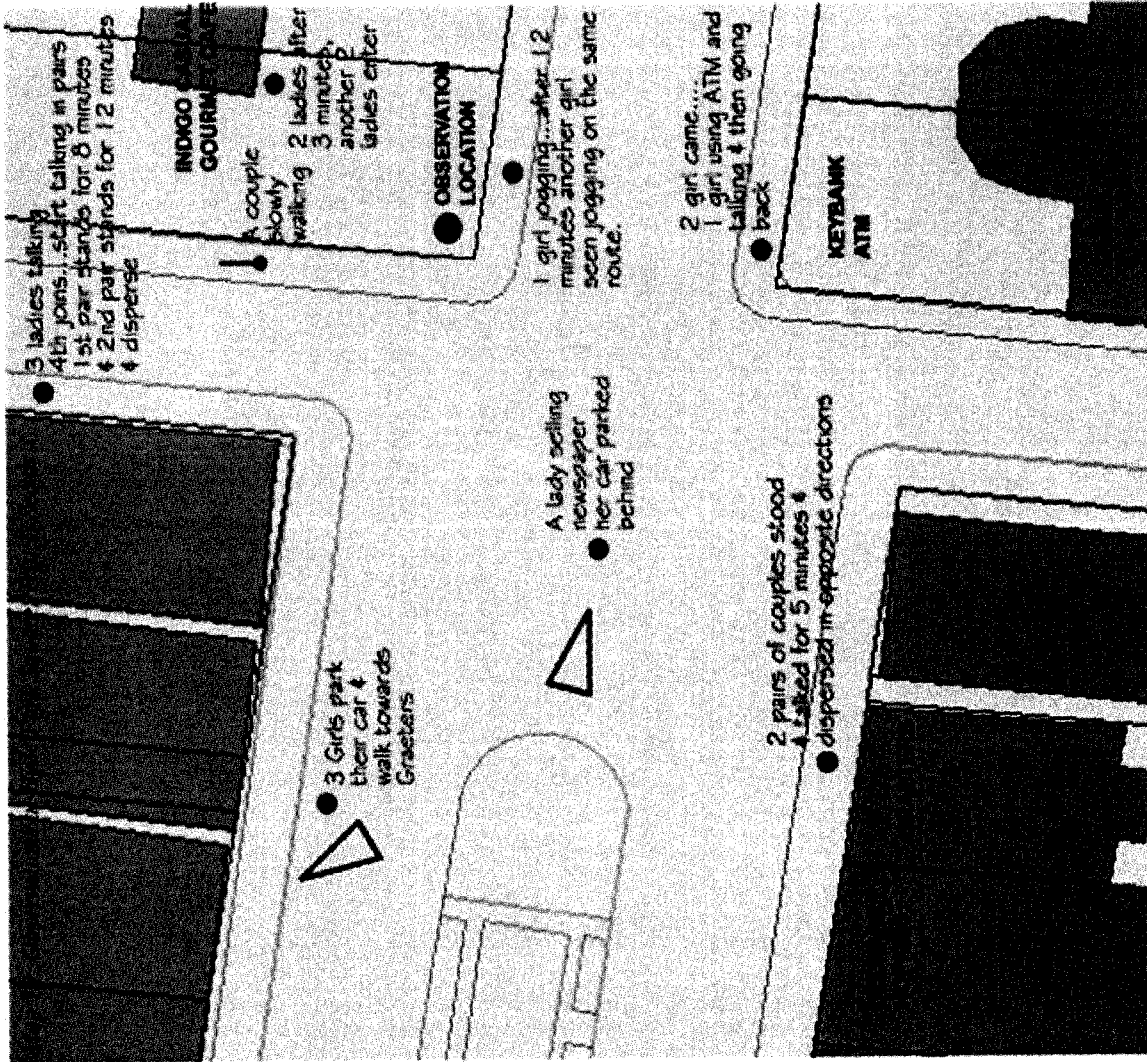 3 ladies talking
4th joins...start talking in pairs
1st pair stands for 8 minutes
& 2nd pair stands for 12 minutes
& dispersе
INDIGO CASUAL
GOURMET CAFE
A couple
slowly
walking
2 ladies after
3 minutes,
another 2
ladies enter
OBSERVATION
LOCATION
1 girl jogging...after 12
minutes another girl
seen jogging on the same
route.
2 girl came....
1 girl using ATM and
talking & then going
back
KEYBANK
ATM
A lady selling
newspaper
her car parked
behind
3 Girls park
their car &
walk towards
Graeters
2 pairs of couples stood
& talked for 5 minutes &
dispersed in opposite directions